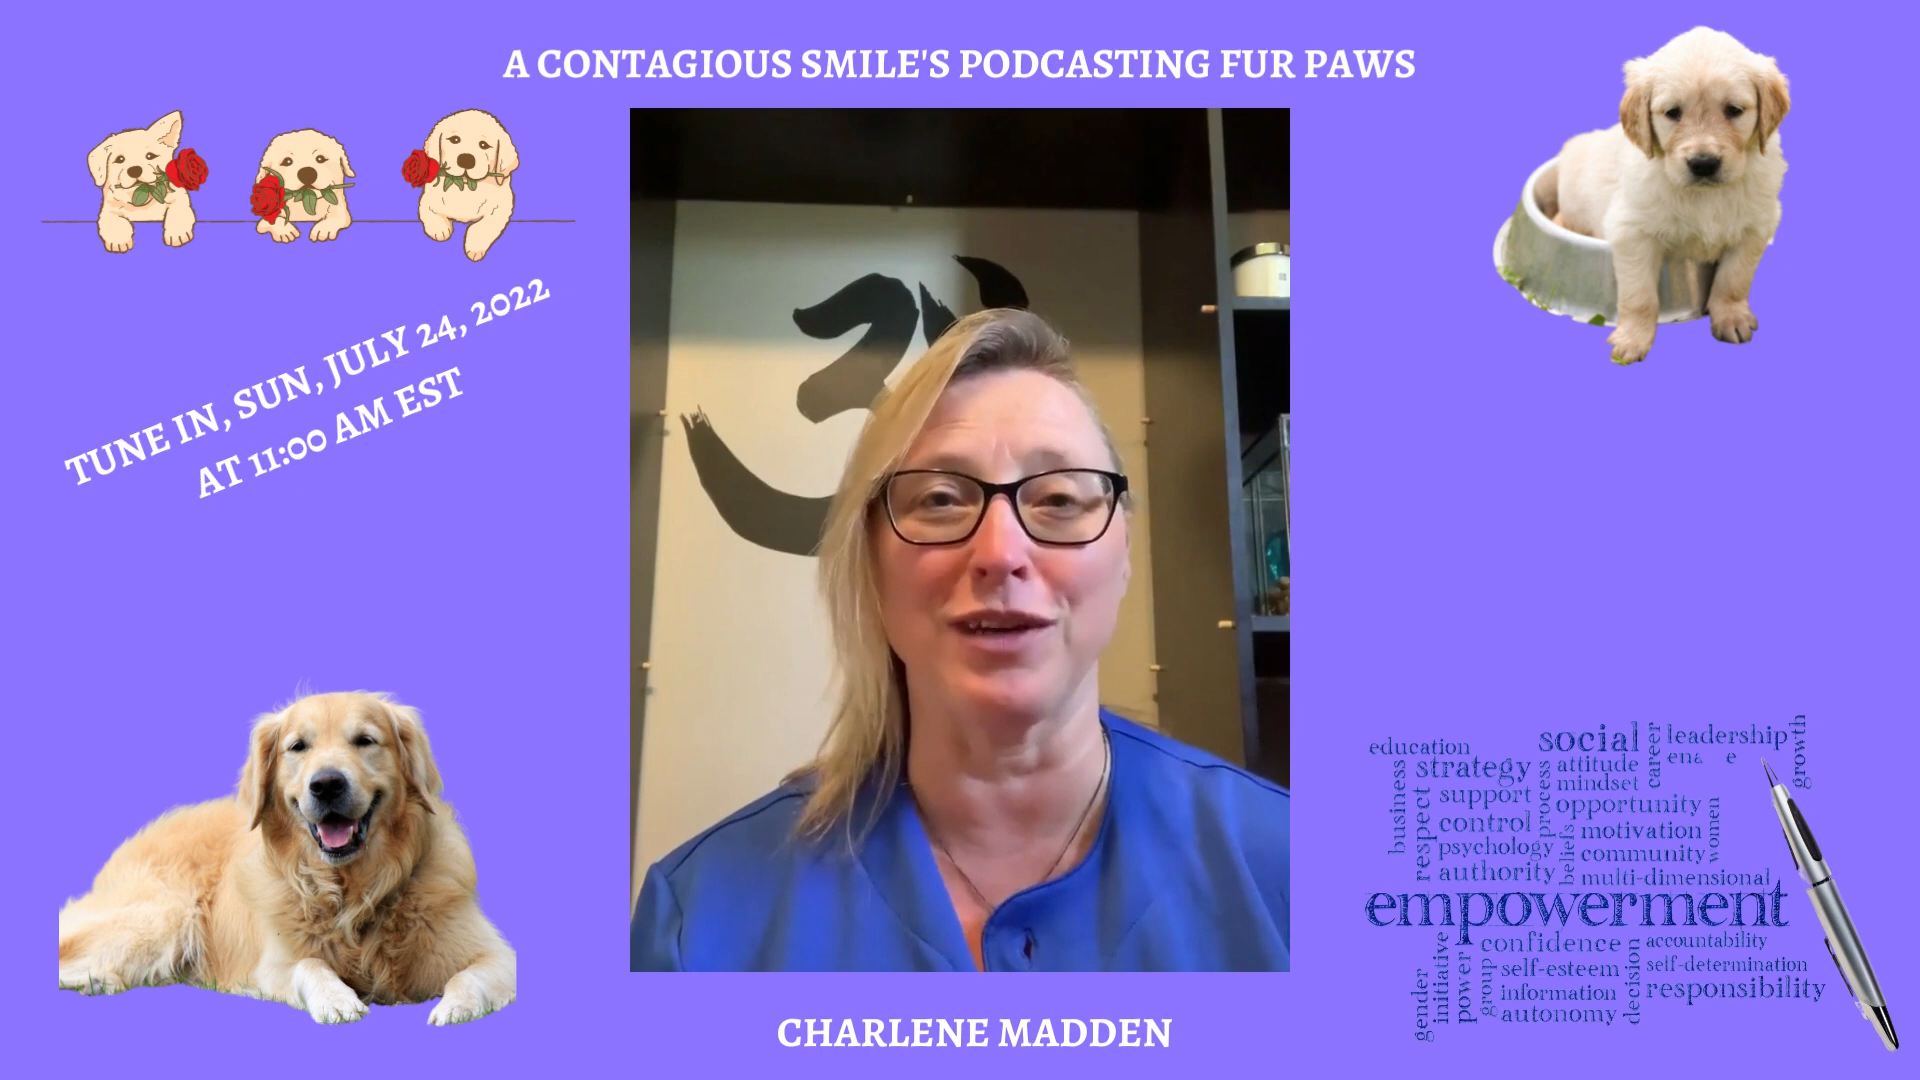 A CONTAGIOUS SMILE'S PODCASTING FUR PAWS
TUNE IN, SUN, JULY 24, 2022
AT 11:00 AM EST
education
social
career
leadership
growth
business
strategy
process
attitude
ena e
mindset
respect
support
opportunity
control
beliefs
motivation
women
psychology
community
authority
multi-dimensional
empowerment
confidence
accountability
gender
initiative
power
group
self-esteem
decision
self-determination
information
responsibility
autonomy
CHARLENE MADDEN